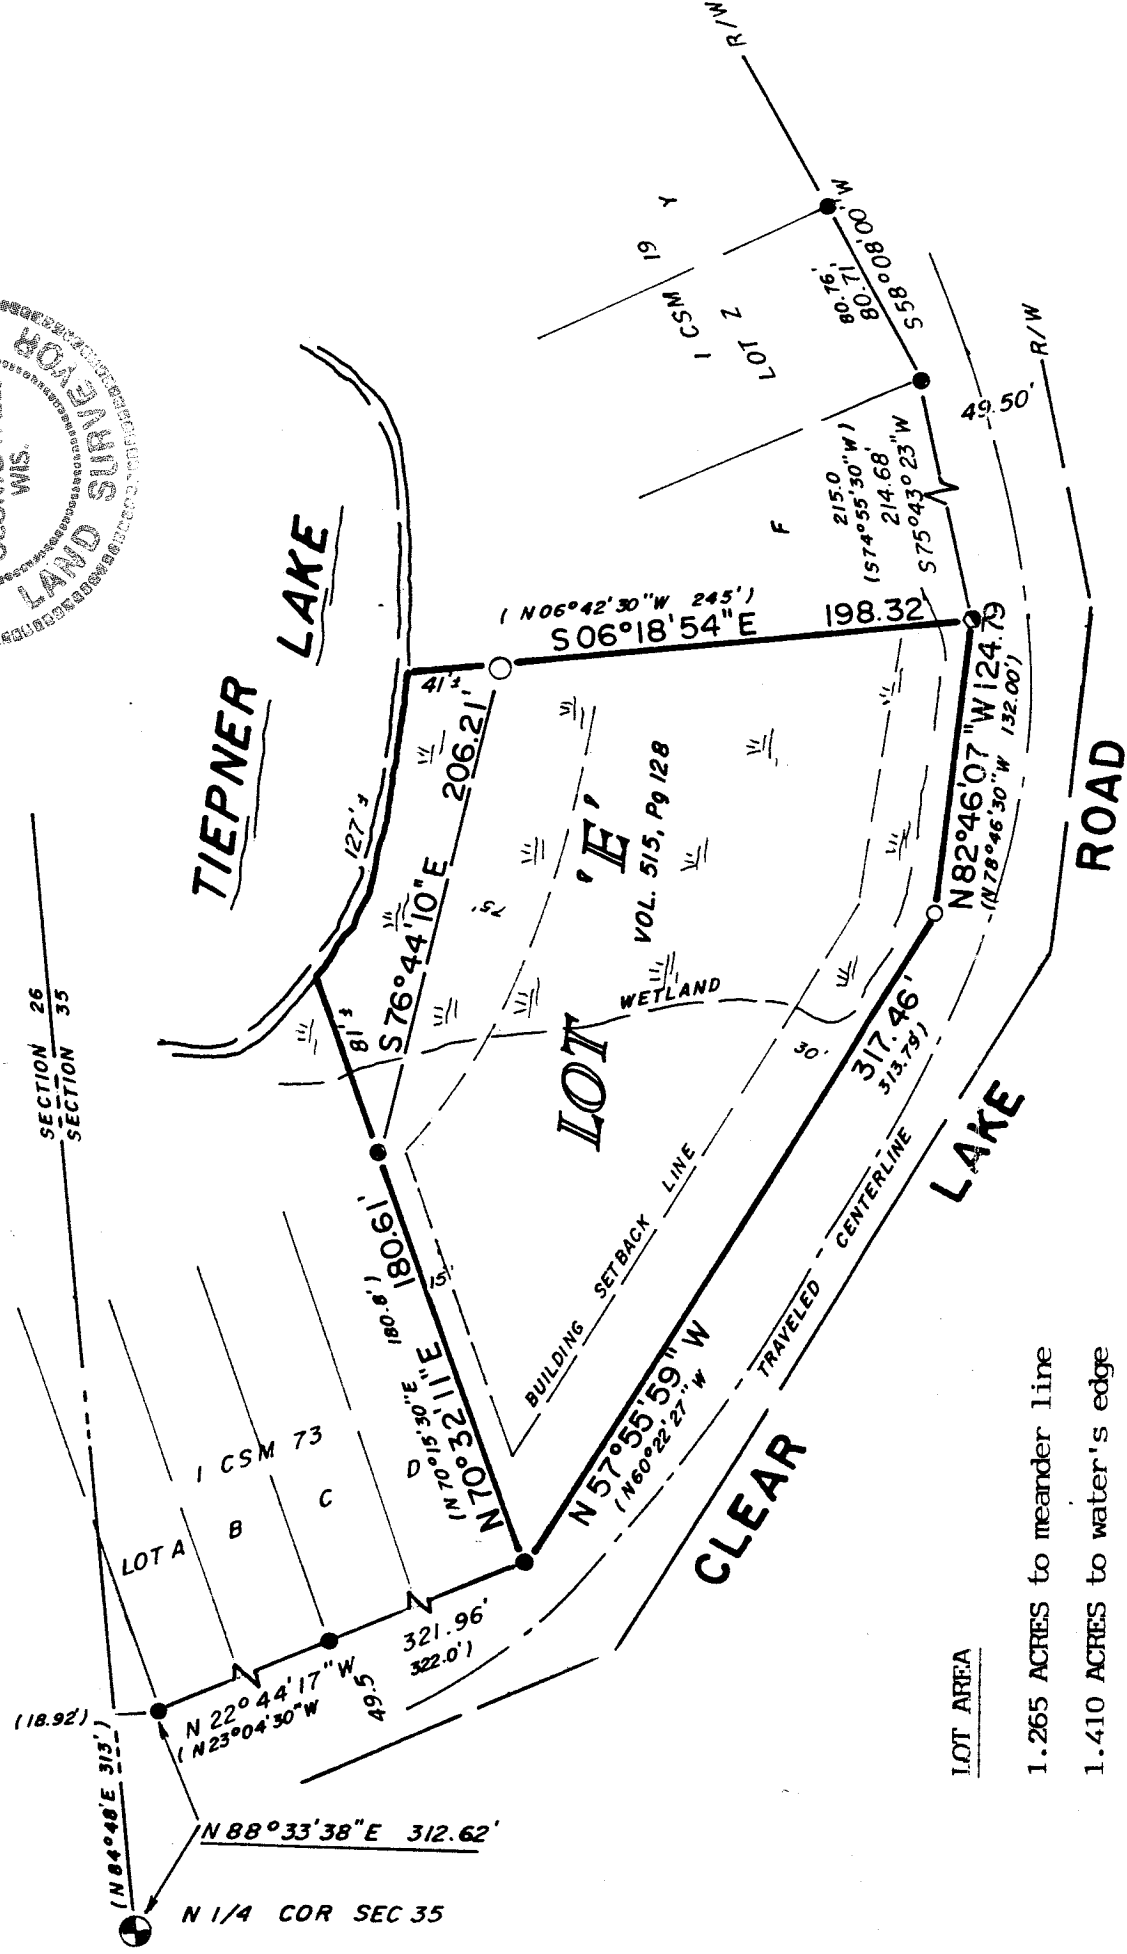 LAND SURVEYOR
WIS.
R/W
TIEPNER LAKE
SECTION 26
SECTION 35
1 CSM 19 Y
LOT Z
80.76'
80.71'
S58°08'00"W
R/W
49.50'
F
215.0
(S74°55'30"W)
214.68'
S75°43'23"W
(N06°42'30"W 245')
S06°18'54"E 198.32'
41'±
127'±
81'±
S76°44'10"E 206.21'
75'
LOT 'E'
VOL. 515, Pg 128
WETLAND
30'
N82°46'07"W 124.79
(N78°46'30"W 132.00')
317.46'
313.79')
N57°55'59"W
(N60°22'27"W
BUILDING SETBACK LINE
TRAVELED CENTERLINE
CLEAR LAKE ROAD
180.61'
180.8')
N70°32'11"E
(N70°15'30"E
15'
1 CSM 73
LOT A
B
C
D
321.96'
322.0')
N22°44'17"W
(N23°04'30"W
49.5
(18.92')
(N84°48'E 313')
N88°33'38"E 312.62'
N 1/4 COR SEC 35
LOT AREA
1.265 ACRES to meander line
1.410 ACRES to water's edge